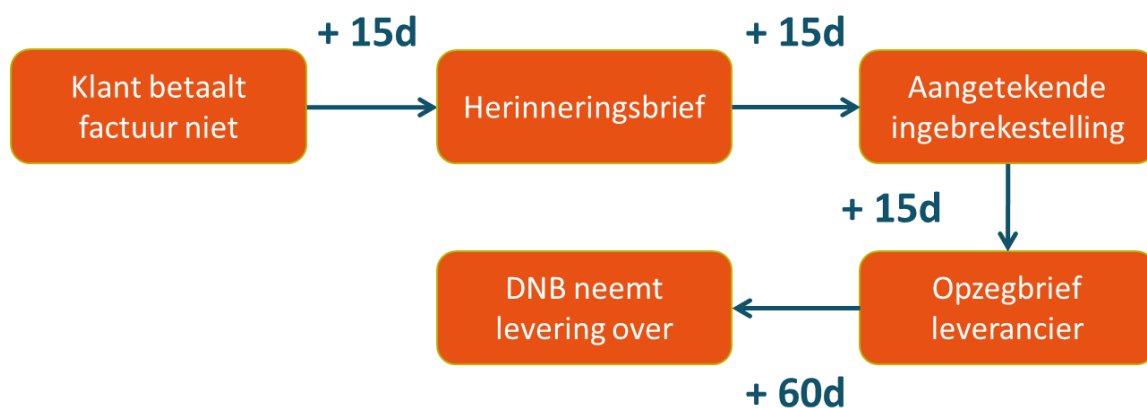 + 15d
+ 15d
Klant betaalt
factuur niet
Herinneringsbrief
Aangetekende
ingebrekestelling
+ 15d
Opzegbrief
leverancier
DNB neemt
levering over
+ 60d